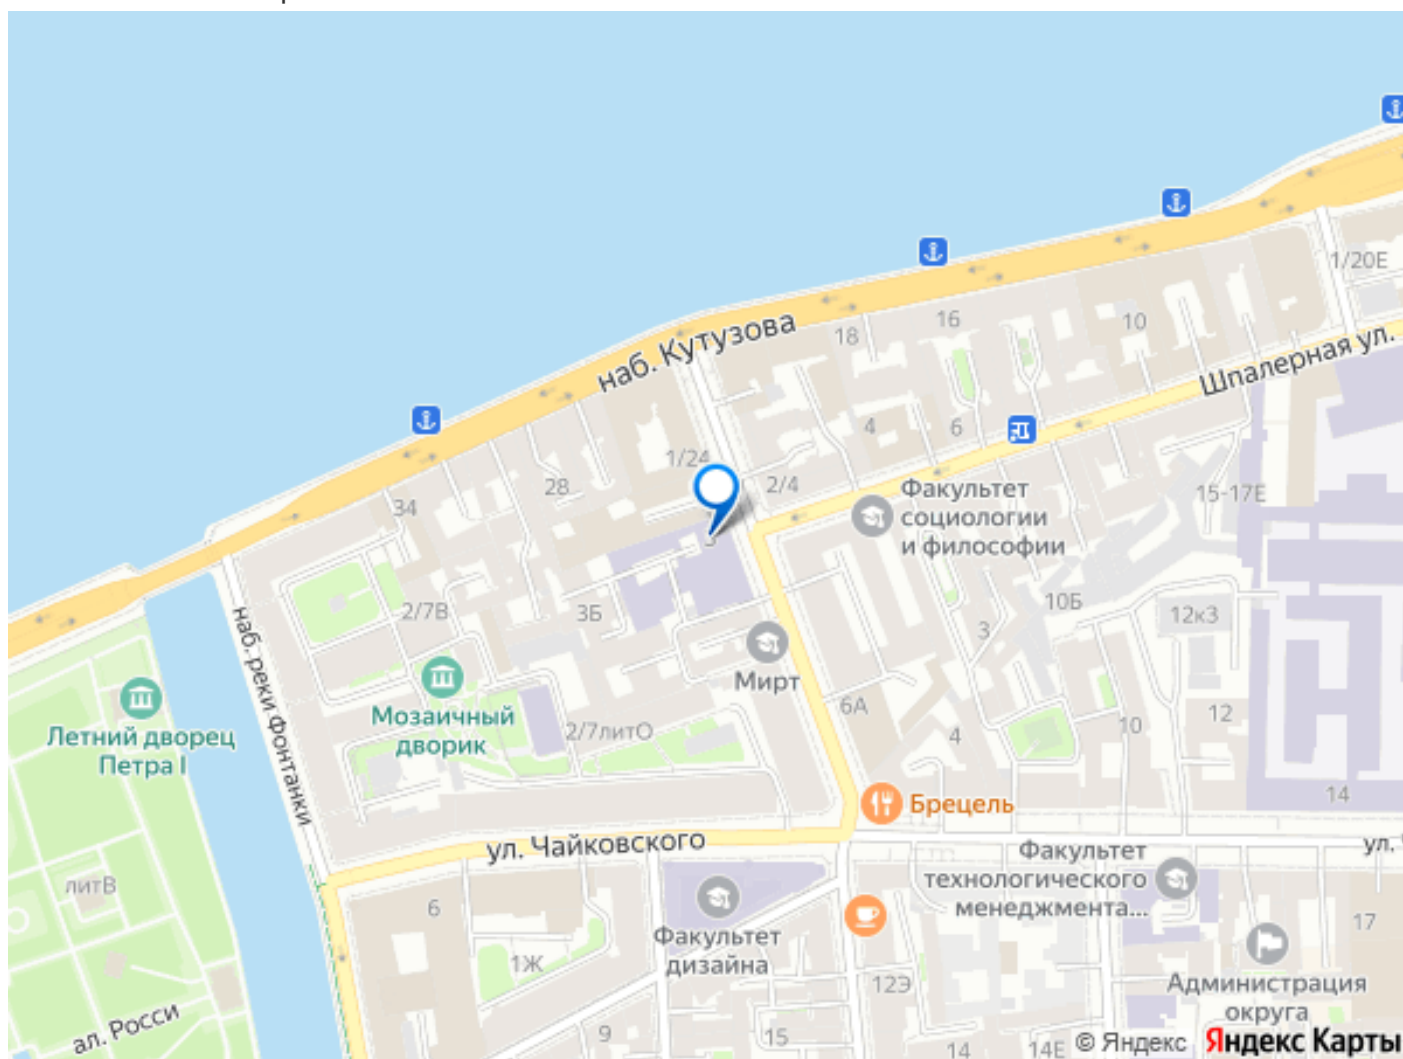 1/20Е
наб. Кутузова
18
16
10
Шпалерная ул.
4
6
1/24
2/4
28
34
15-17Е
Факультет
социологии
и философии
2/7В
3Б
10Б
12к3
3
Мирт
наб. реки фонтанки
6А
12
10
4
Мозаичный
дворик
2/7литО
Летний дворец
Петра I
14
Брецель
ул. Чайковского
ул.
Факультет
технологического
менеджмента...
литВ
6
17
Факультет
дизайна
1Ж
12Э
Администрация
округа
ал. Росси
9
15
14
14Е
© Яндекс
Яндекс Карты